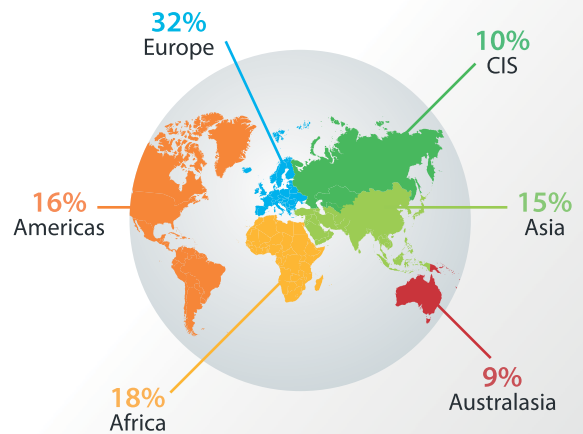 32%
Europe
10%
CIS
16%
Americas
15%
Asia
18%
Africa
9%
Australasia